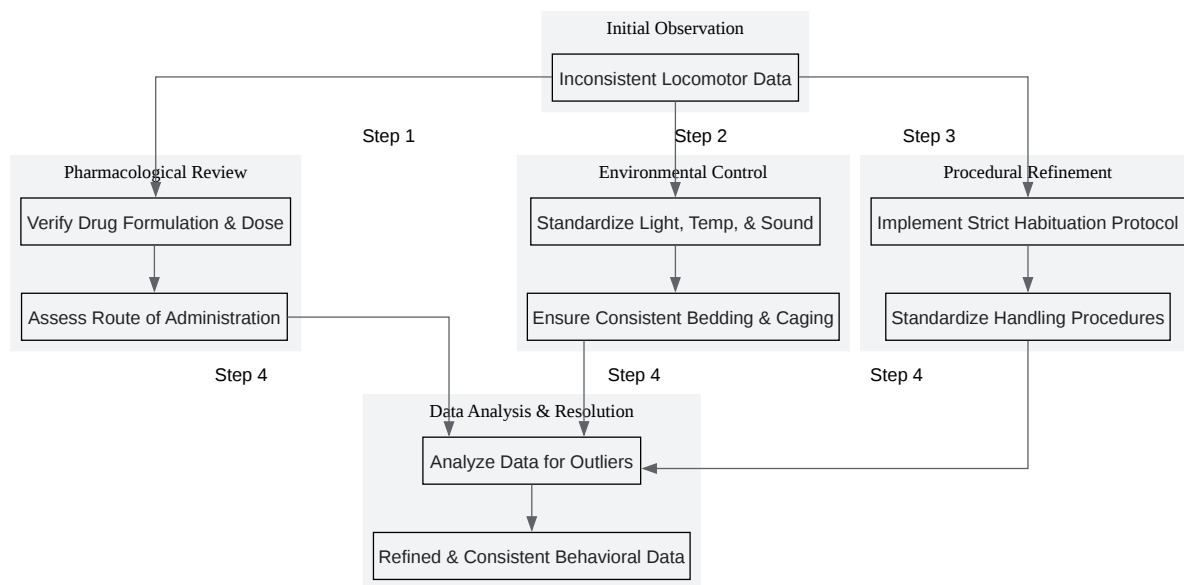 Initial Observation
Inconsistent Locomotor Data
Step 1
Step 2
Step 3
Pharmacological Review
Environmental Control
Procedural Refinement
Verify Drug Formulation & Dose
Standardize Light, Temp, & Sound
Implement Strict Habituation Protocol
Assess Route of Administration
Ensure Consistent Bedding & Caging
Standardize Handling Procedures
Step 4
Step 4
Step 4
Data Analysis & Resolution
Analyze Data for Outliers
Refined & Consistent Behavioral Data